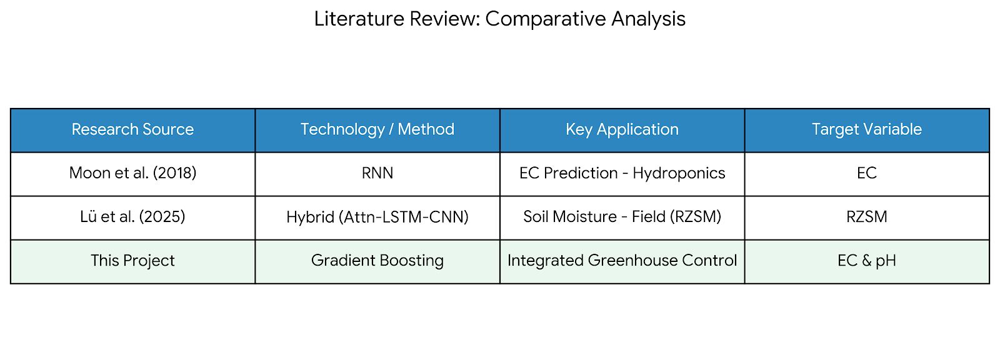 Literature Review: Comparative Analysis
Research Source Technology / Method Key Application Target Variable
Moon et al. (2018) RNN EC Prediction - Hydroponics EC
Lü et al. (2025) Hybrid (Attn-LSTM-CNN) Soil Moisture - Field (RZSM) RZSM
This Project Gradient Boosting Integrated Greenhouse Control EC & pH